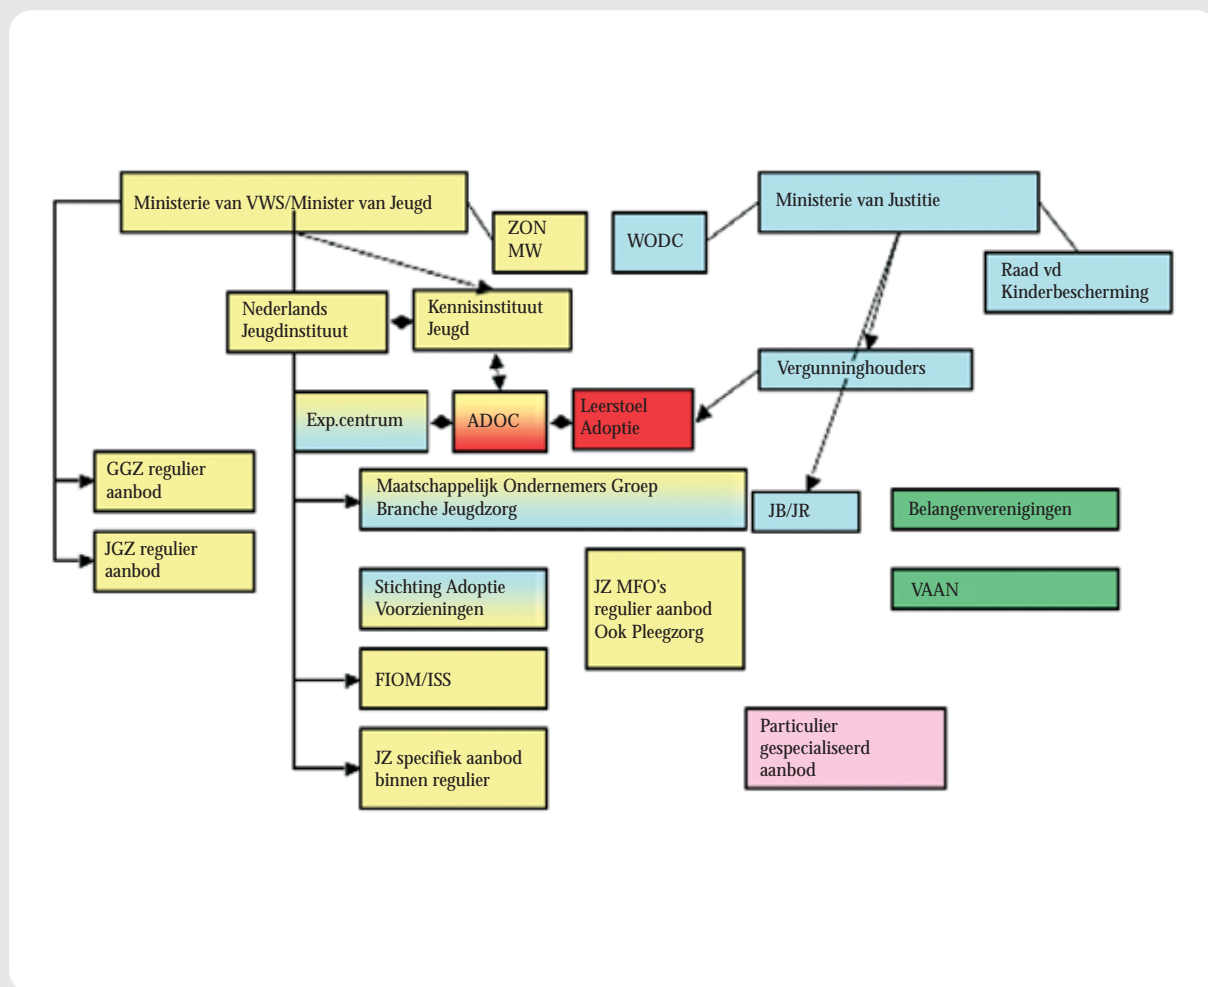 Ministerie van VWS/Minister van Jeugd
ZON
MW
WODC
Ministerie van Justitie
Raad vd
Kinderbescherming
Nederlands
Jeugdinstituut
Kennisinstituut
Jeugd
Vergunninghouders
Exp.centrum
ADOC
Leerstoel
Adoptie
GGZ regulier
aanbod
Maatschappelijk Ondernemers Groep
Branche Jeugdzorg
JB/JR
Belangenverenigingen
JGZ regulier
aanbod
Stichting Adoptie
Voorzieningen
JZ MFO's
regulier aanbod
Ook Pleegzorg
VAAN
FIOM/ISS
Particulier
gespecialiseerd
aanbod
JZ specifiek aanbod
binnen regulier